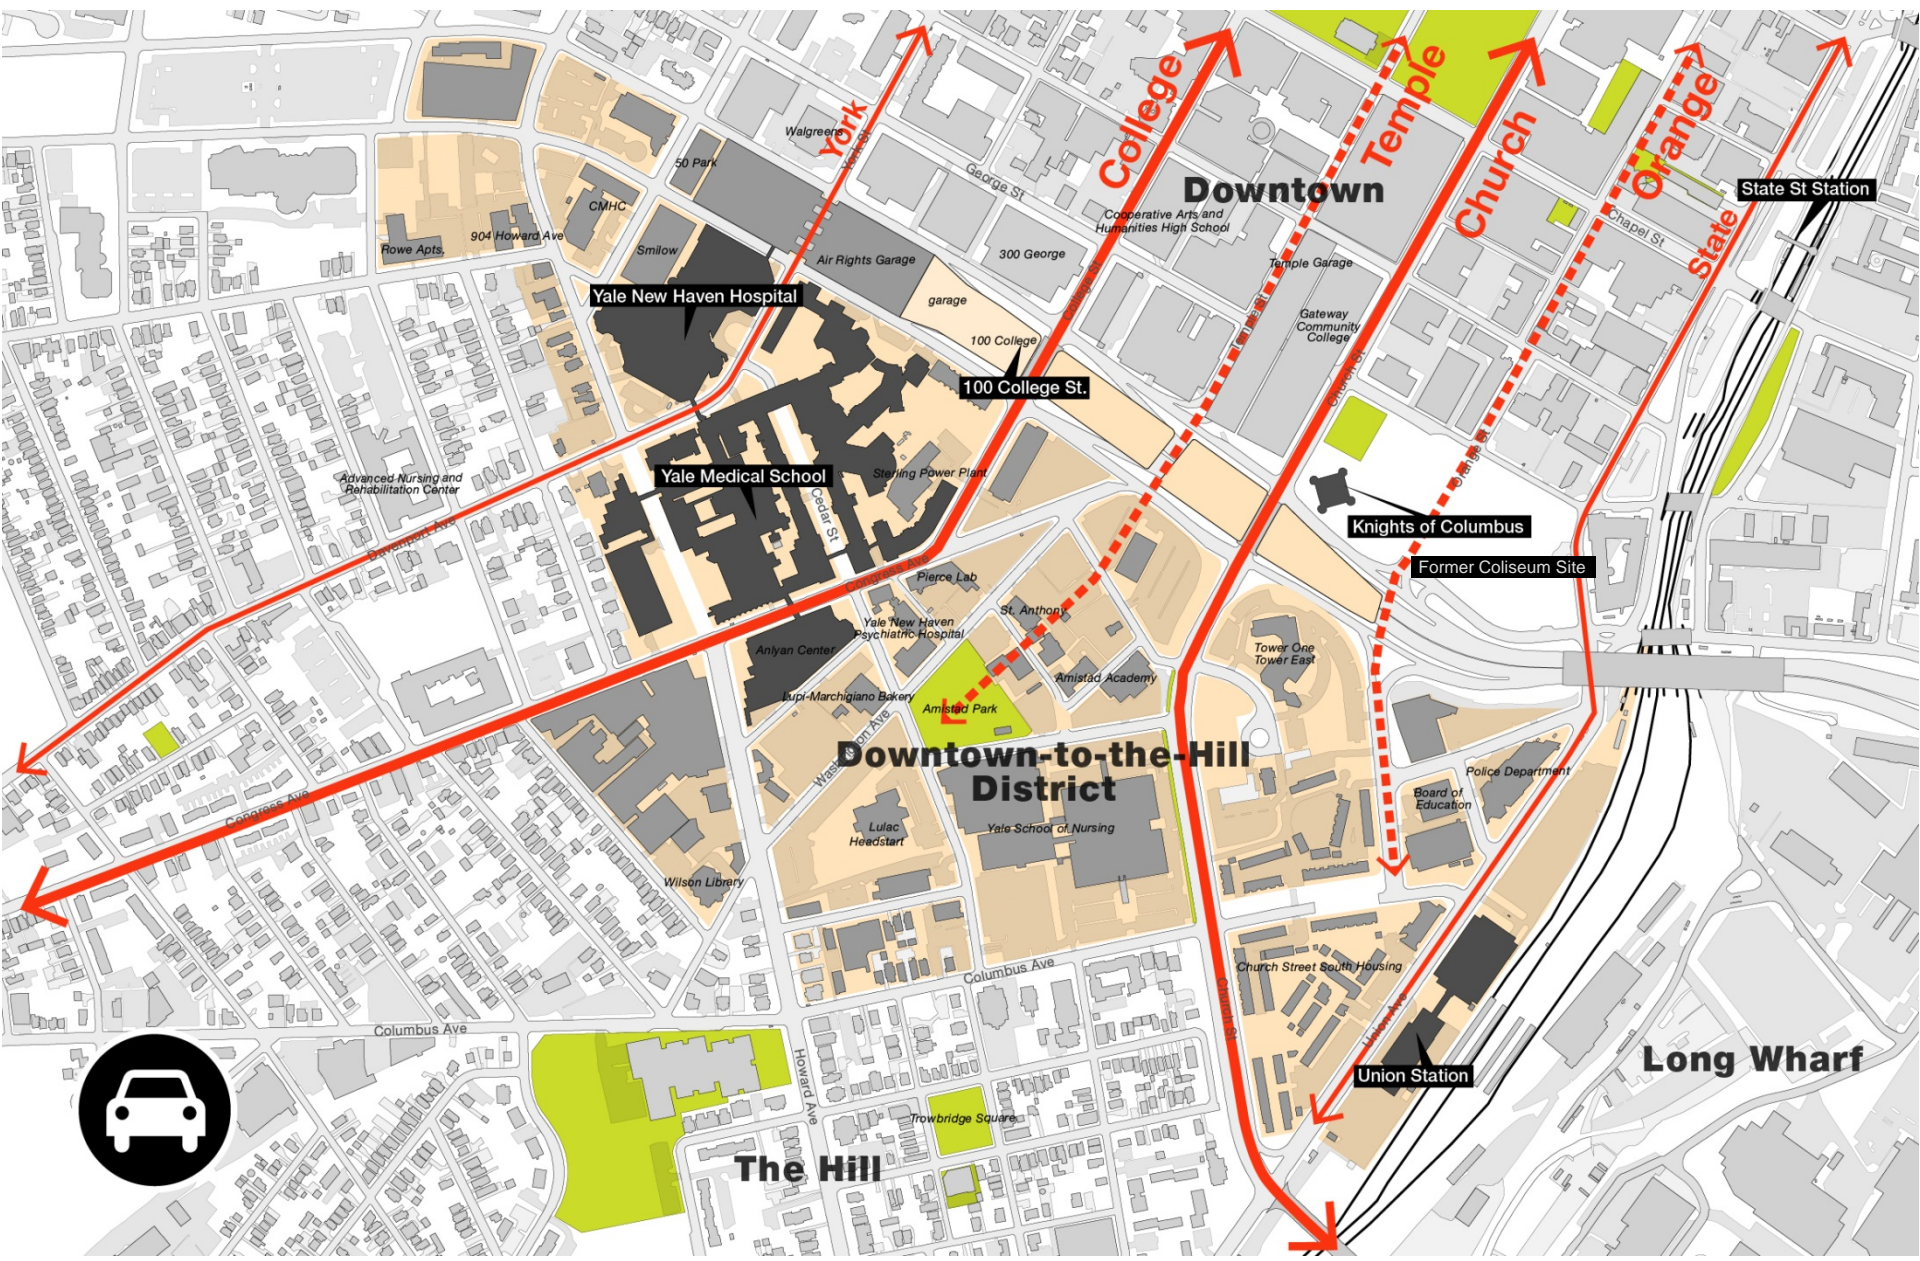 York
York St
College
Temple
Church
Orange
State
Walgreens
50 Park
George St
Downtown
State St Station
CMHC
Cooperative Arts and
Humanities High School
Chapel St
904 Howard Ave
Rowe Apts.
Smilow
Air Rights Garage
300 George
Temple Garage
College St
Yale New Haven Hospital
garage
Temple St
Gateway
Community
College
100 College
100 College St.
Church St
Yale Medical School
Sterling Power Plant
Orange St
Advanced Nursing and
Rehabilitation Center
Cedar St
Davenport Ave
Knights of Columbus
Former Coliseum Site
Congress Ave
Pierce Lab
St. Anthony
Yale New Haven
Psychiatric Hospital
Anlyan Center
Tower One
Tower East
Amistad Academy
Lupi-Marchigiano Bakery
Amistad Park
Washington Ave
Downtown-to-the-Hill
District
Police Department
Board of
Education
Congress Ave
Lulac
Headstart
Yale School of Nursing
Wilson Library
Columbus Ave
Church Street South Housing
Church St
Union Ave
Columbus Ave
Howard Ave
Union Station
Long Wharf
Trowbridge Square
The Hill